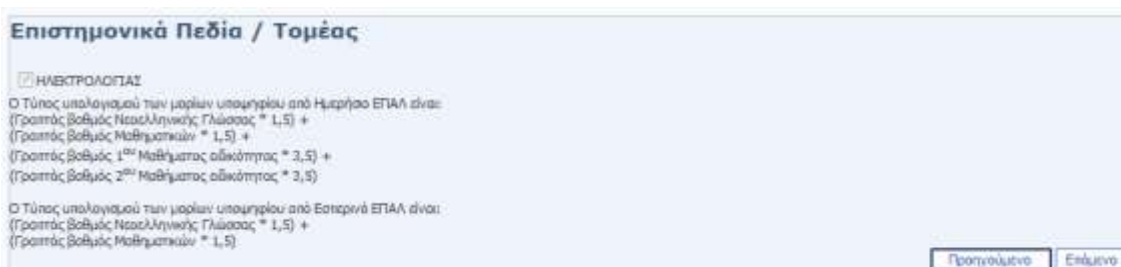 Επιστημονικά Πεδία / Τομέας
ΗΛΕΚΤΡΟΛΟΓΙΑΣ
Ο Τύπος υπολογισμού των μορίων υποψηφίου από Ημερήσιο ΕΠΑΛ είναι:
(Γραπτός βαθμός Νεοελληνικής Γλώσσας * 1,5) +
(Γραπτός βαθμός Μαθηματικών * 1,5) +
(Γραπτός βαθμός 1ου Μαθήματος ειδικότητας * 3,5) +
(Γραπτός βαθμός 2ου Μαθήματος ειδικότητας * 3,5)
Ο Τύπος υπολογισμού των μορίων υποψηφίου από Εσπερινό ΕΠΑΛ είναι:
(Γραπτός βαθμός Νεοελληνικής Γλώσσας * 1,5) +
(Γραπτός βαθμός Μαθηματικών * 1,5)
Προηγούμενο Επόμενο